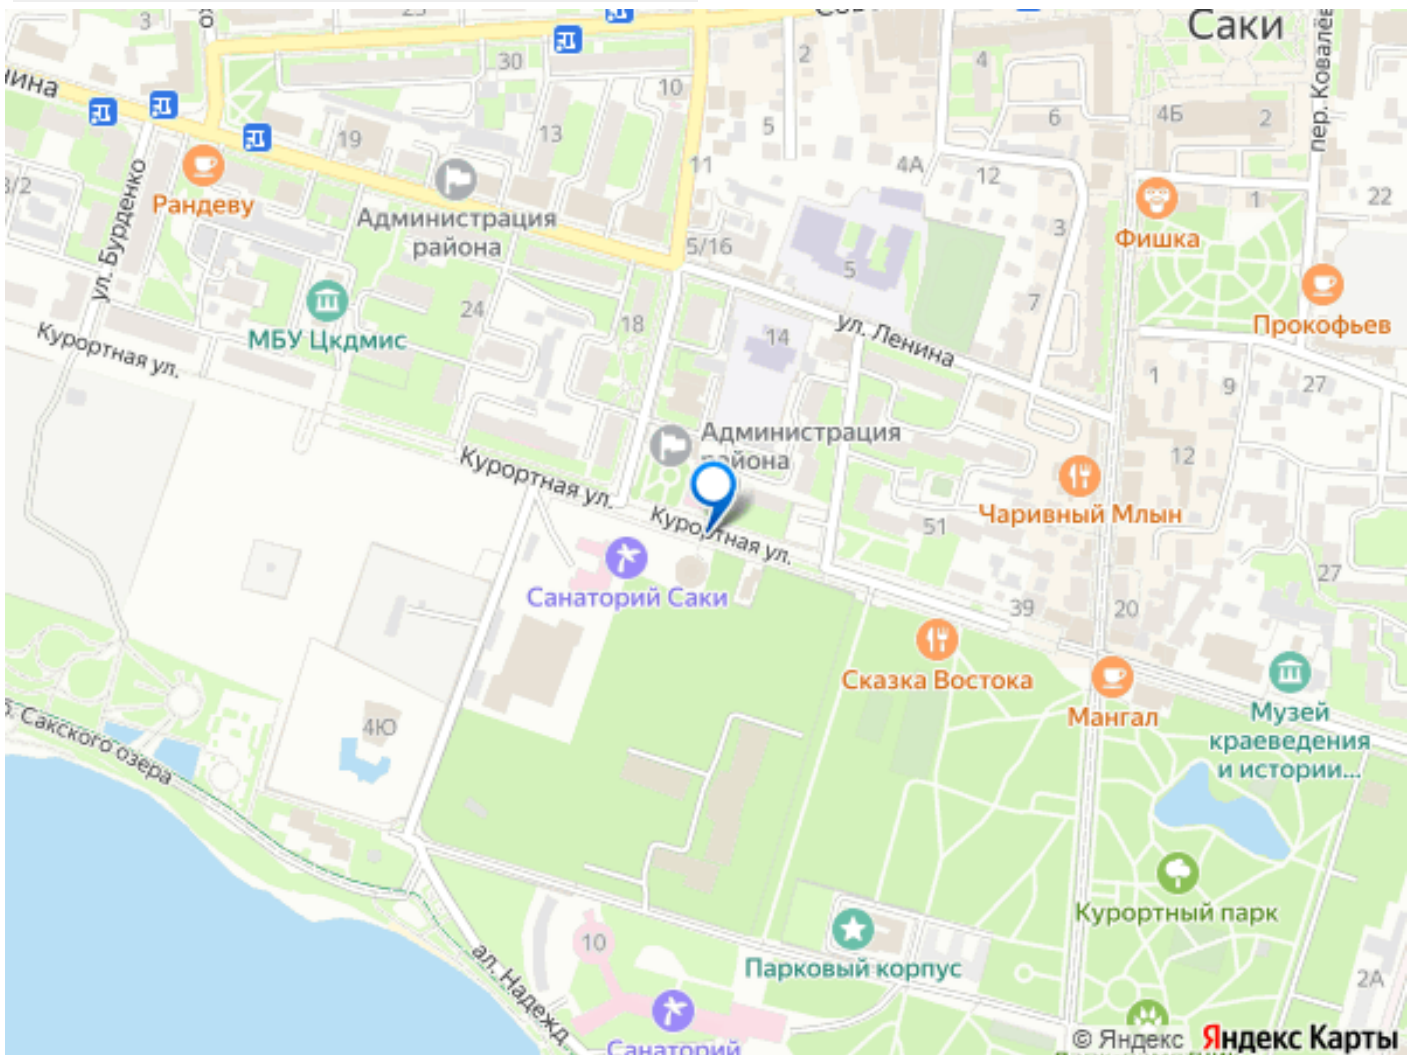 Саки
3
25
30
2
4
10
5
6
4Б
2
пер. Ковалёв
19
13
11
4А
12
22
3/2
ул. Бурденко
Рандеву
Администрация
района
5/16
3
1
Фишка
5
7
МБУ Цкдмис
24
18
14
ул. Ленина
Прокофьев
Курортная ул.
1
9
27
Администрация
района
12
Курортная ул.
Курортная ул.
Чаривный Млын
51
27
Санаторий Саки
39
20
Сказка Востока
Мангал
Музей
краеведения
и истории...
4Ю
Сакского озера
Курортный парк
10
ал. Надежд
Парковый корпус
2А
Санаторий
© Яндекс Яндекс Карты